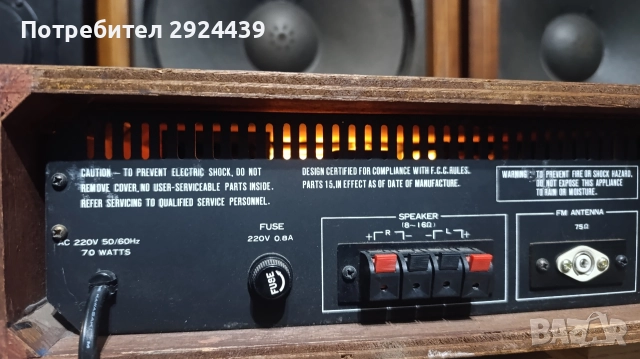 Потребител 2924439
CAUTION – TO PREVENT ELECTRIC SHOCK, DO NOT
REMOVE COVER, NO USER-SERVICEABLE PARTS INSIDE.
REFER SERVICING TO QUALIFIED SERVICE PERSONNEL.
DESIGN CERTIFIED FOR COMPLIANCE WITH F.C.C. RULES.
PARTS 15, IN EFFECT AS OF DATE OF MANUFACTURE.
WARNING: TO PREVENT FIRE OR SHOCK HAZARD,
DO NOT EXPOSE THIS APPLIANCE
TO RAIN OR MOISTURE.
AC 220V 50/60Hz
70 WATTS
FUSE
220V 0.8A
FUSE
SPEAKER
(8~16Ω)
+ R − − L +
FM ANTENNA
75Ω
BAZAR